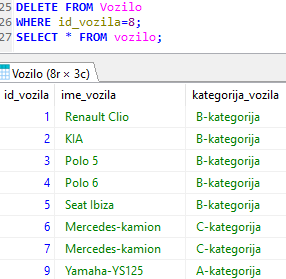 25 DELETE FROM Vozilo
26 WHERE id_vozila=8;
27 SELECT * FROM vozilo;
Vozilo (8r × 3c)
id_vozila ime_vozila kategorija_vozila
1 Renault Clio B-kategorija
2 KIA B-kategorija
3 Polo 5 B-kategorija
4 Polo 6 B-kategorija
5 Seat Ibiza B-kategorija
6 Mercedes-kamion C-kategorija
7 Mercedes-kamion C-kategorija
9 Yamaha-YS125 A-kategorija